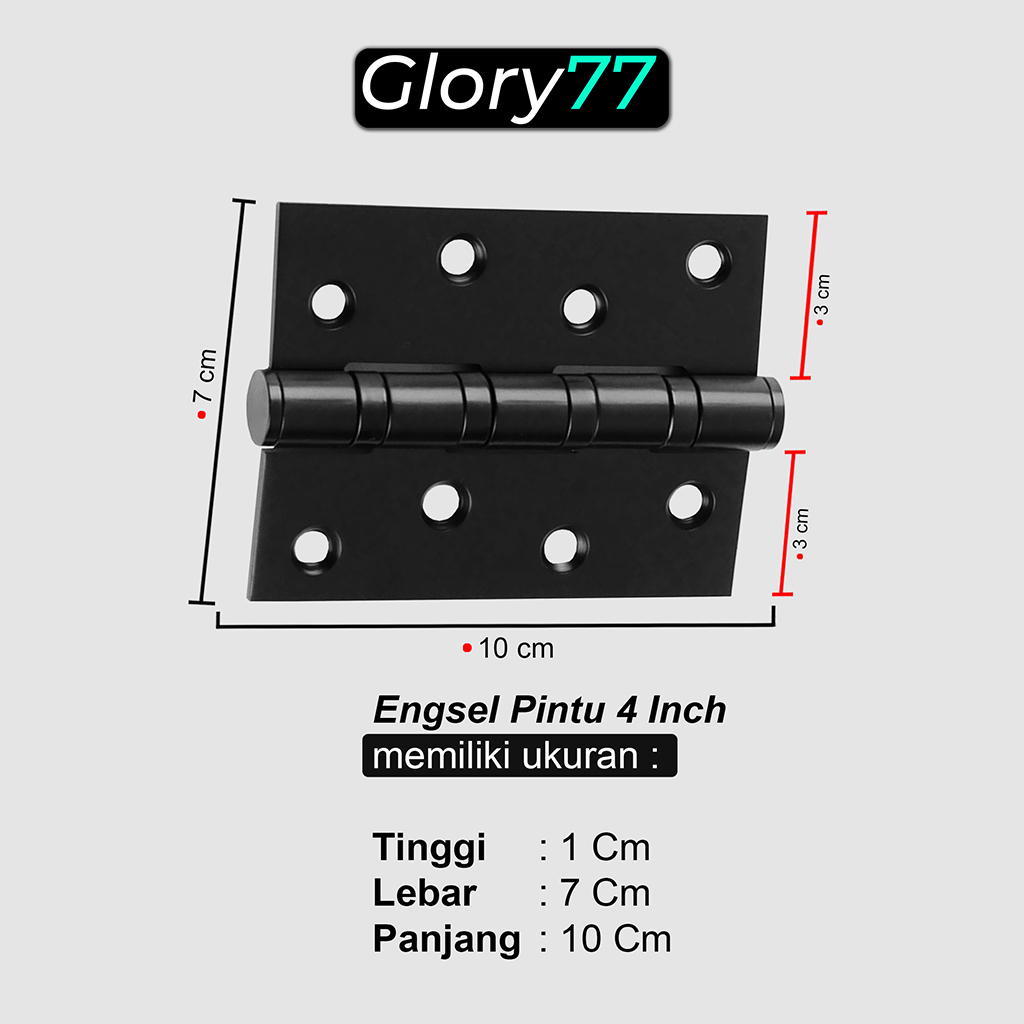 Glory77
7 cm
3 cm
3 cm
10 cm
Engsel Pintu 4 Inch
memiliki ukuran :
Tinggi : 1 Cm
Lebar : 7 Cm
Panjang : 10 Cm